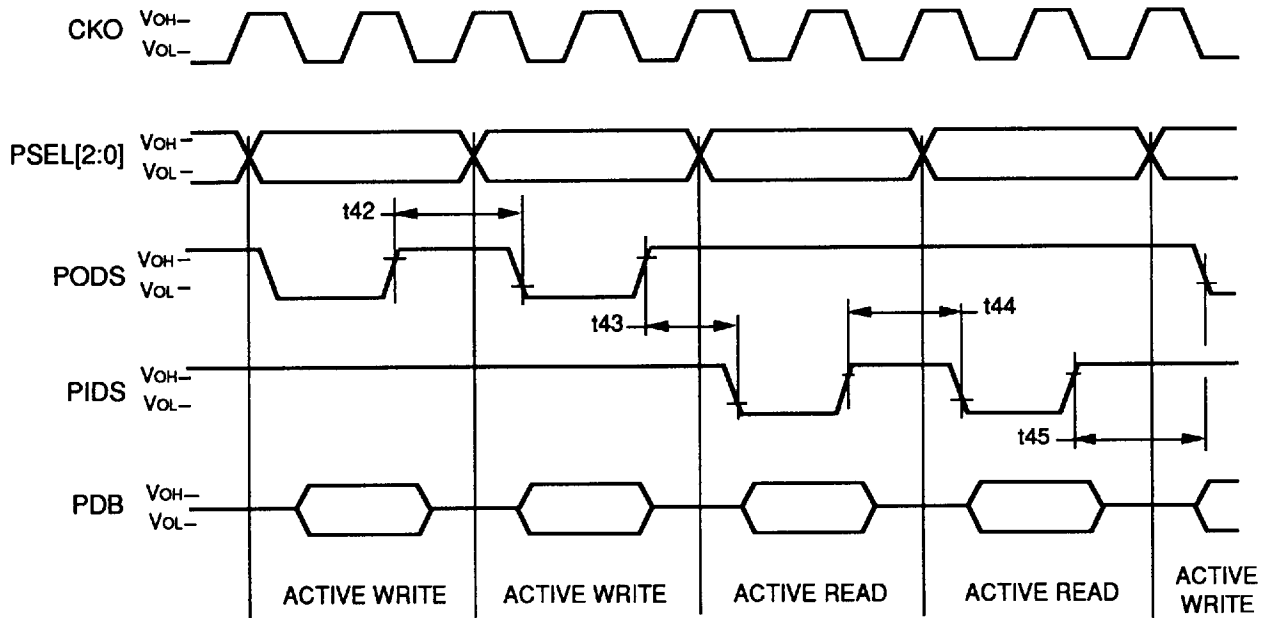 CKO
VOH–
VOL–
PSEL[2:0]
VOH–
VOL–
t42
PODS
VOH–
VOL–
t43
t44
PIDS
VOH–
VOL–
t45
PDB
VOH–
VOL–
ACTIVE WRITE
ACTIVE WRITE
ACTIVE READ
ACTIVE READ
ACTIVE
WRITE